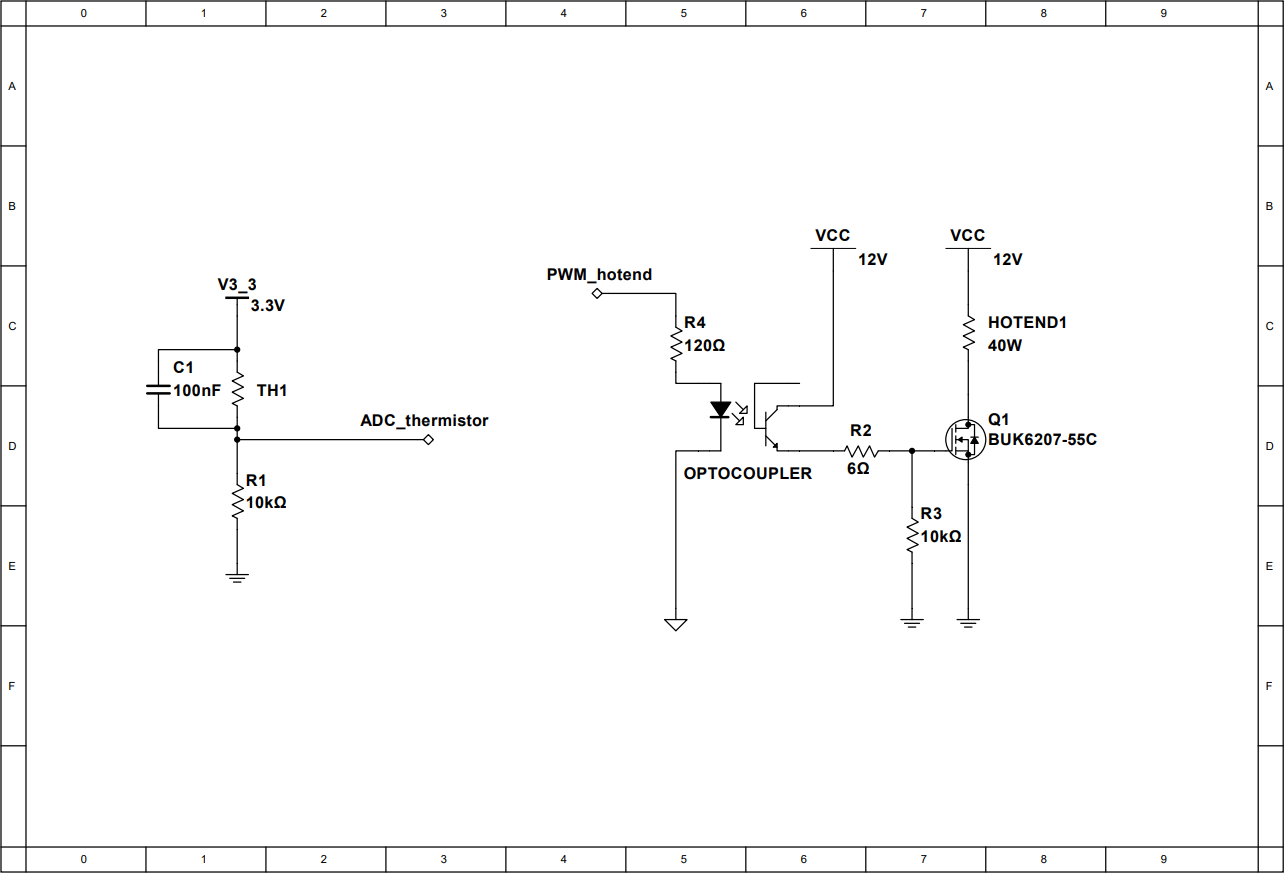 0 1 2 3 4 5 6 7 8 9
A A
B B
VCC VCC
12V 12V
PWM_hotend
V3_3
3.3V
C C
R4
120Ω
HOTEND1
40W
C1
100nF
TH1
ADC_thermistor
Q1
BUK6207-55C
R2
6Ω
D D
OPTOCOUPLER
R1
10kΩ
R3
10kΩ
E E
F F
0 1 2 3 4 5 6 7 8 9